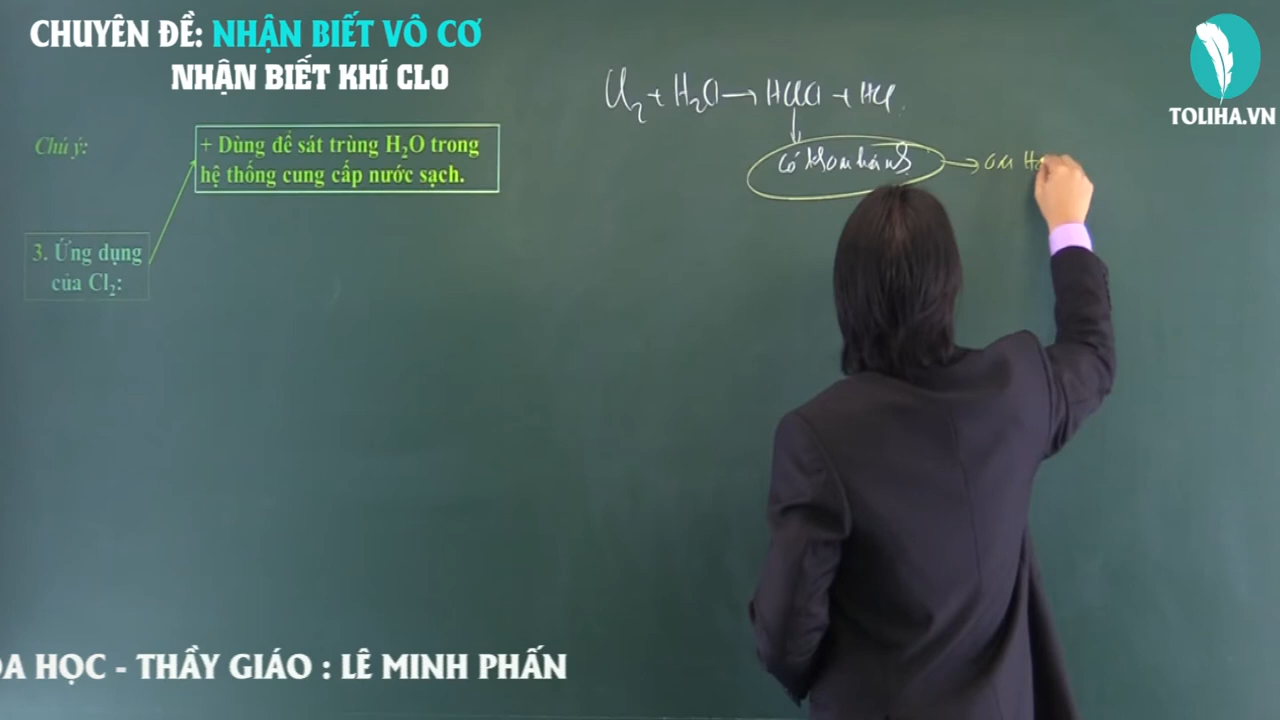 CHUYÊN ĐỀ: NHẬN BIẾT VÔ CƠ
NHẬN BIẾT KHÍ CLO
TOLIHA.VN
Chú ý:
+ Dùng để sát trùng H₂O trong
hệ thống cung cấp nước sạch.
3. Ứng dụng
của Cl₂:
Cl₂ + H₂O → HClO + HCl
có
OA HỌC - THẦY GIÁO : LÊ MINH PHẤN